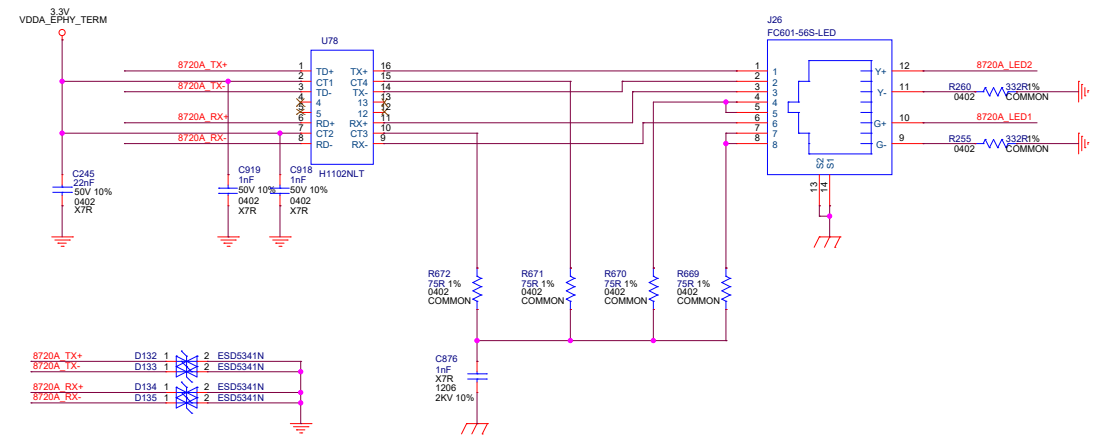 3.3V
VDDA_EPHY_TERM
U78
J26
FC601-56S-LED
8720A_TX+
1
TD+
TX+
16
1
1
Y+
12
8720A_LED2
2
CT1
CT4
15
2
2
8720A_TX-
3
TD-
TX-
14
3
3
Y-
11
R260
332R1%
0402
COMMON
4
4
13
13
4
4
5
5
12
12
5
5
8720A_RX+
6
RD+
RX+
11
6
6
G+
10
8720A_LED1
7
CT2
CT3
10
7
7
8720A_RX-
8
RD-
RX-
9
8
8
G-
9
R255
332R1%
0402
COMMON
H1102NLT
S2
S1
13
14
C245
22nF
50V 10%
0402
X7R
C919
1nF
50V 10%
0402
X7R
C918
1nF
50V 10%
0402
X7R
R672
75R 1%
0402
COMMON
R671
75R 1%
0402
COMMON
R670
75R 1%
0402
COMMON
R669
75R 1%
0402
COMMON
C876
1nF
X7R
1206
2KV 10%
8720A_TX+
D132
1
2
ESD5341N
8720A_TX-
D133
1
2
ESD5341N
8720A_RX+
D134
1
2
ESD5341N
8720A_RX-
D135
1
2
ESD5341N